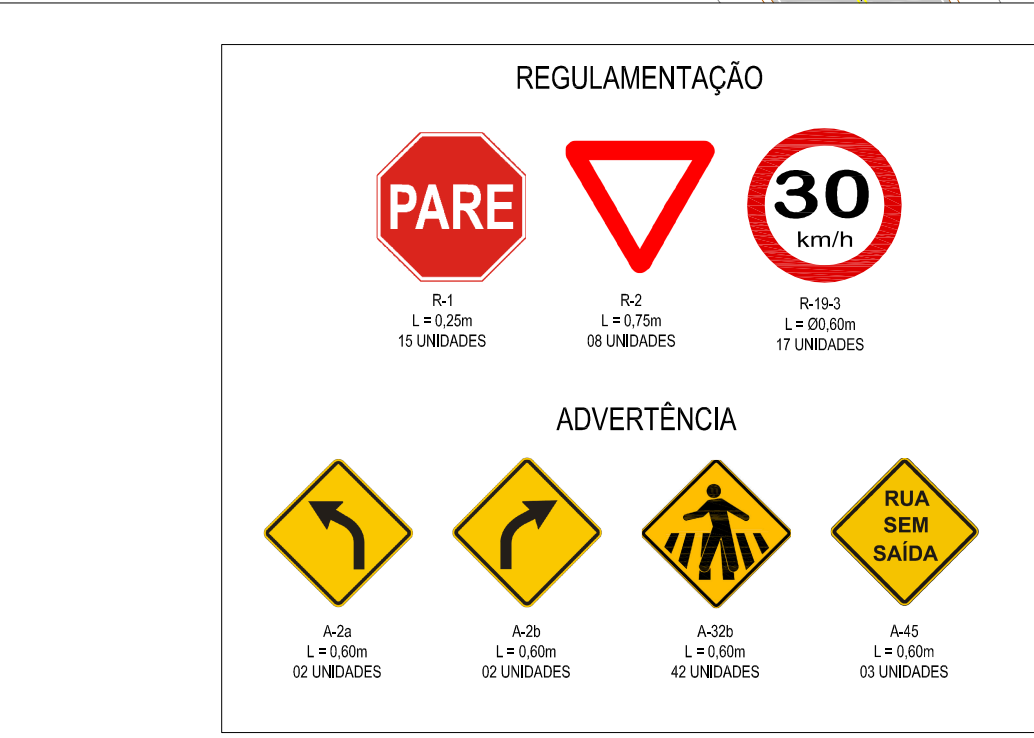 REGULAMENTAÇÃO
PARE
30
km/h
R-1
L = 0,25m
15 UNIDADES
R-2
L = 0,75m
08 UNIDADES
R-19-3
L = Ø0,60m
17 UNIDADES
ADVERTÊNCIA
RUA
SEM
SAÍDA
A-2a
L = 0,60m
02 UNIDADES
A-2b
L = 0,60m
02 UNIDADES
A-32b
L = 0,60m
42 UNIDADES
A-45
L = 0,60m
03 UNIDADES